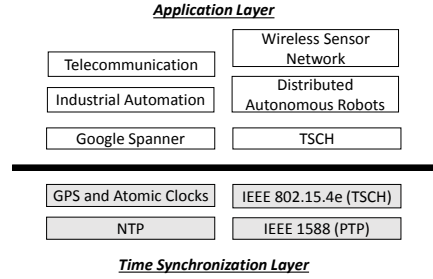 Application Layer
Telecommunication
Wireless Sensor
Network
Industrial Automation
Distributed
Autonomous Robots
Google Spanner
TSCH
GPS and Atomic Clocks
IEEE 802.15.4e (TSCH)
NTP
IEEE 1588 (PTP)
Time Synchronization Layer